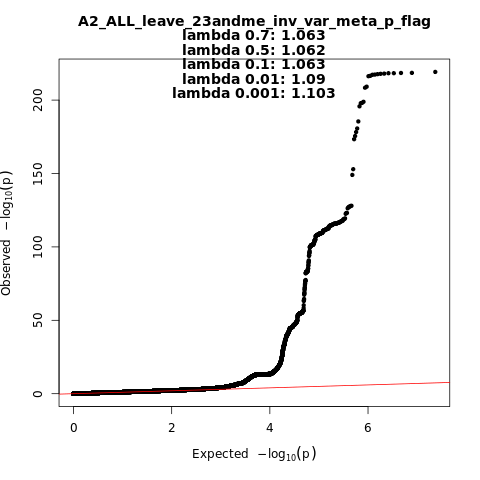 A2_ALL_leave_23andme_inv_var_meta_p_flag
lambda 0.7: 1.063
lambda 0.5: 1.062
lambda 0.1: 1.063
lambda 0.01: 1.09
lambda 0.001: 1.103
Observed −log10(p)
200
150
100
50
0
0 2 4 6
Expected −log10(p)